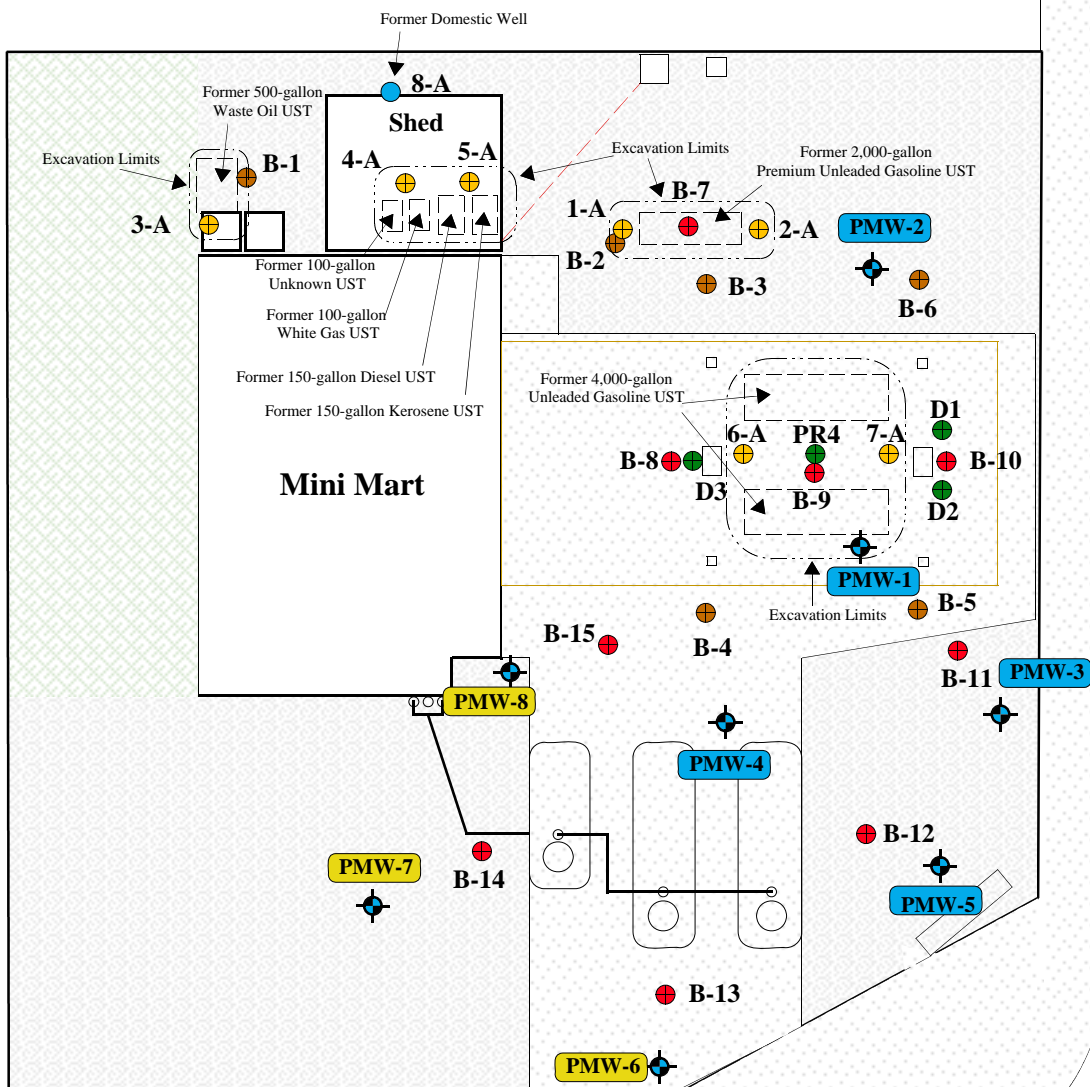 Former Domestic Well
8-A
Shed
Former 500-gallon
Waste Oil UST
Excavation Limits
B-1
3-A
4-A
5-A
Excavation Limits
Former 2,000-gallon
Premium Unleaded Gasoline UST
B-7
1-A
2-A
B-2
B-3
PMW-2
B-6
Former 100-gallon
Unknown UST
Former 100-gallon
White Gas UST
Former 150-gallon Diesel UST
Former 150-gallon Kerosene UST
Former 4,000-gallon
Unleaded Gasoline UST
D1
6-A
PR4
7-A
B-8
B-10
D3
B-9
D2
Mini Mart
PMW-1
Excavation Limits
B-5
B-15
B-4
B-11
PMW-3
PMW-8
PMW-4
B-12
PMW-7
B-14
PMW-5
B-13
PMW-6